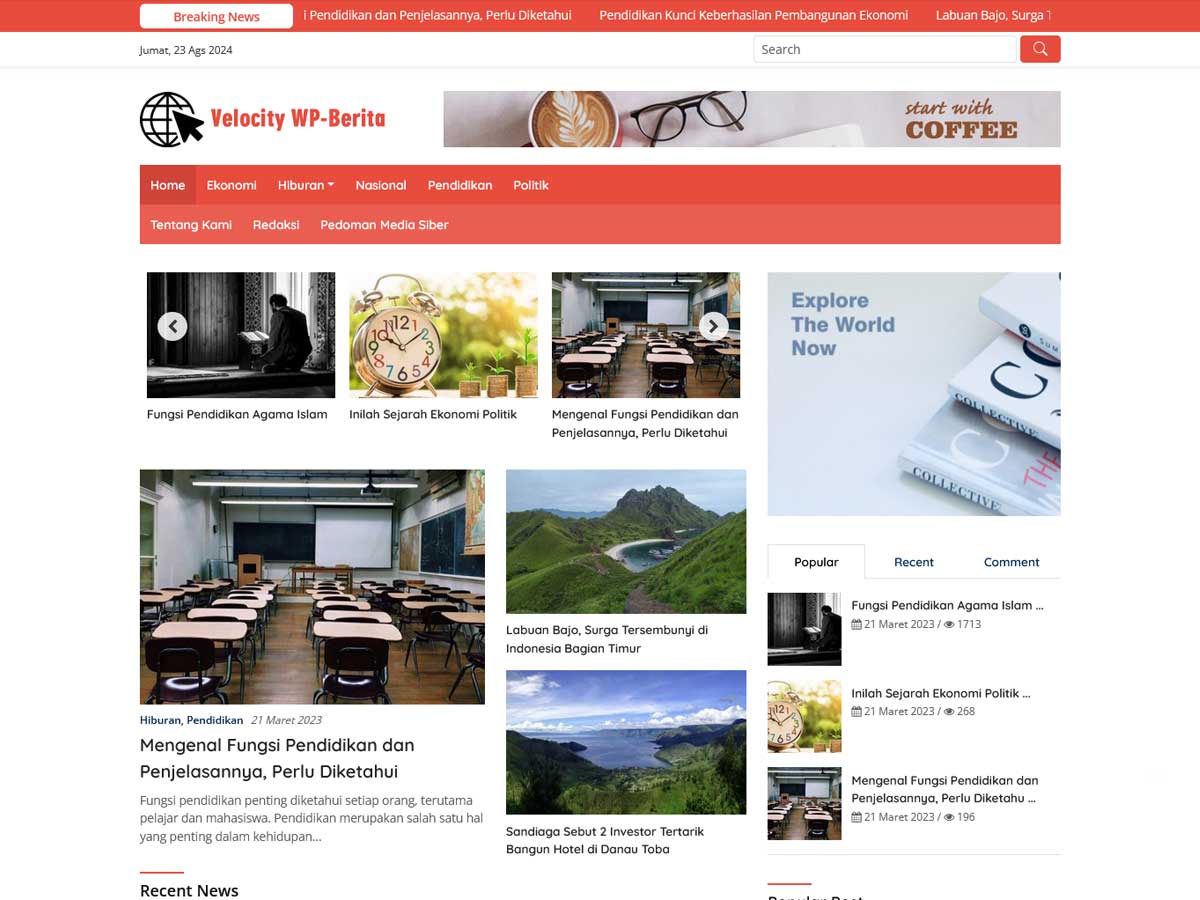 Breaking News
i Pendidikan dan Penjelasannya, Perlu Diketahui
Pendidikan Kunci Keberhasilan Pembangunan Ekonomi
Labuan Bajo, Surga
Jumat, 23 Ags 2024
Search
Velocity WP-Berita
start with
COFFEE
Home
Ekonomi
Hiburan
Nasional
Pendidikan
Politik
Tentang Kami
Redaksi
Pedoman Media Siber
Fungsi Pendidikan Agama Islam
Inilah Sejarah Ekonomi Politik
Mengenal Fungsi Pendidikan dan
Penjelasannya, Perlu Diketahui
Explore
The World
Now
COLLECTIVE
COLLECTIVE
THE
Hiburan, Pendidikan 21 Maret 2023
Mengenal Fungsi Pendidikan dan
Penjelasannya, Perlu Diketahui
Fungsi pendidikan penting diketahui setiap orang, terutama
pelajar dan mahasiswa. Pendidikan merupakan salah satu hal
yang penting dalam kehidupan...
Labuan Bajo, Surga Tersembunyi di
Indonesia Bagian Timur
Sandiaga Sebut 2 Investor Tertarik
Bangun Hotel di Danau Toba
Popular
Recent
Comment
Fungsi Pendidikan Agama Islam ...
21 Maret 2023 / 1713
Inilah Sejarah Ekonomi Politik ...
21 Maret 2023 / 268
Mengenal Fungsi Pendidikan dan
Penjelasannya, Perlu Diketahu ...
21 Maret 2023 / 196
Recent News
Popular Post